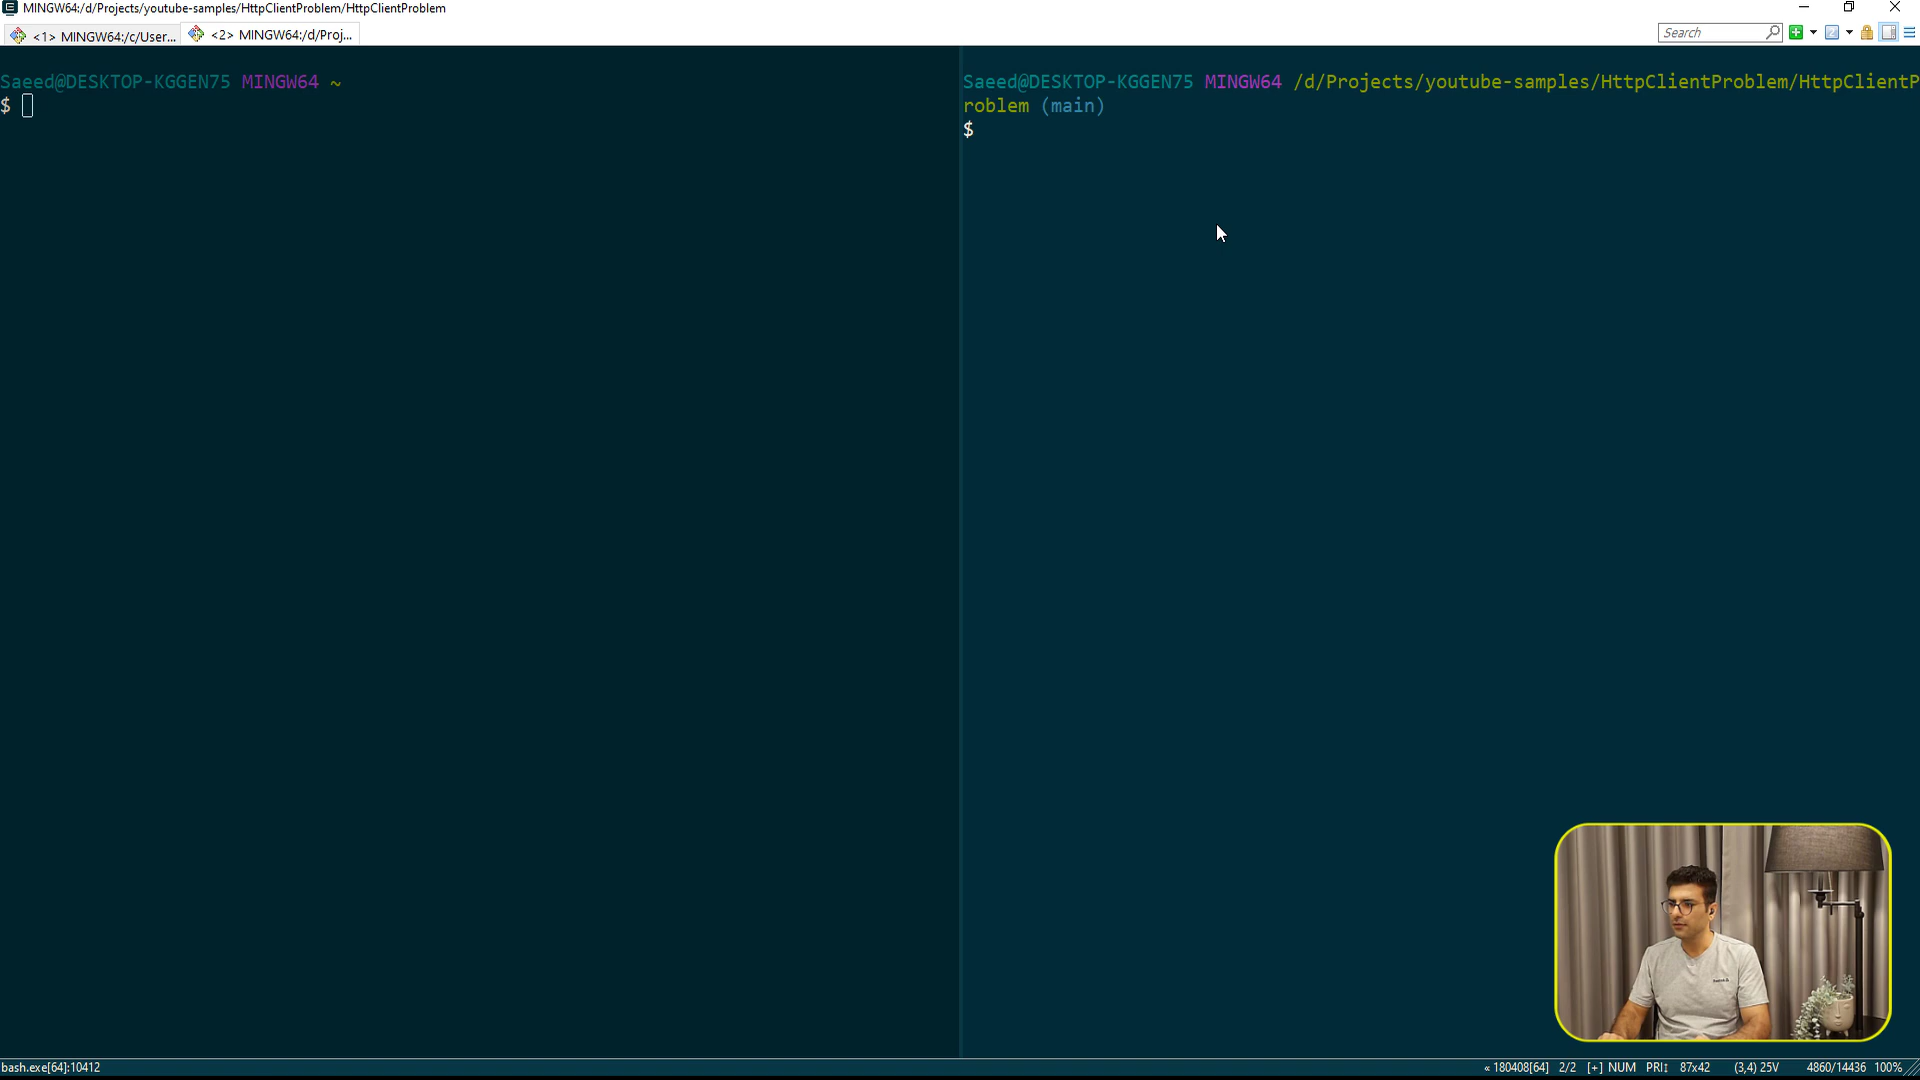 MINGW64:/d/Projects/youtube-samples/HttpClientProblem/HttpClientProblem
<1> MINGW64:/c/User...
<2> MINGW64:/d/Proj...
Search
Saeed@DESKTOP-KGGEN75 MINGW64 ~
$
Saeed@DESKTOP-KGGEN75 MINGW64 /d/Projects/youtube-samples/HttpClientProblem/HttpClientP
roblem (main)
$
bash.exe[64]:10412
« 180408[64] 2/2 [+] NUM PRI↕ 87x42 (3,4) 25V 4860/14436 100%